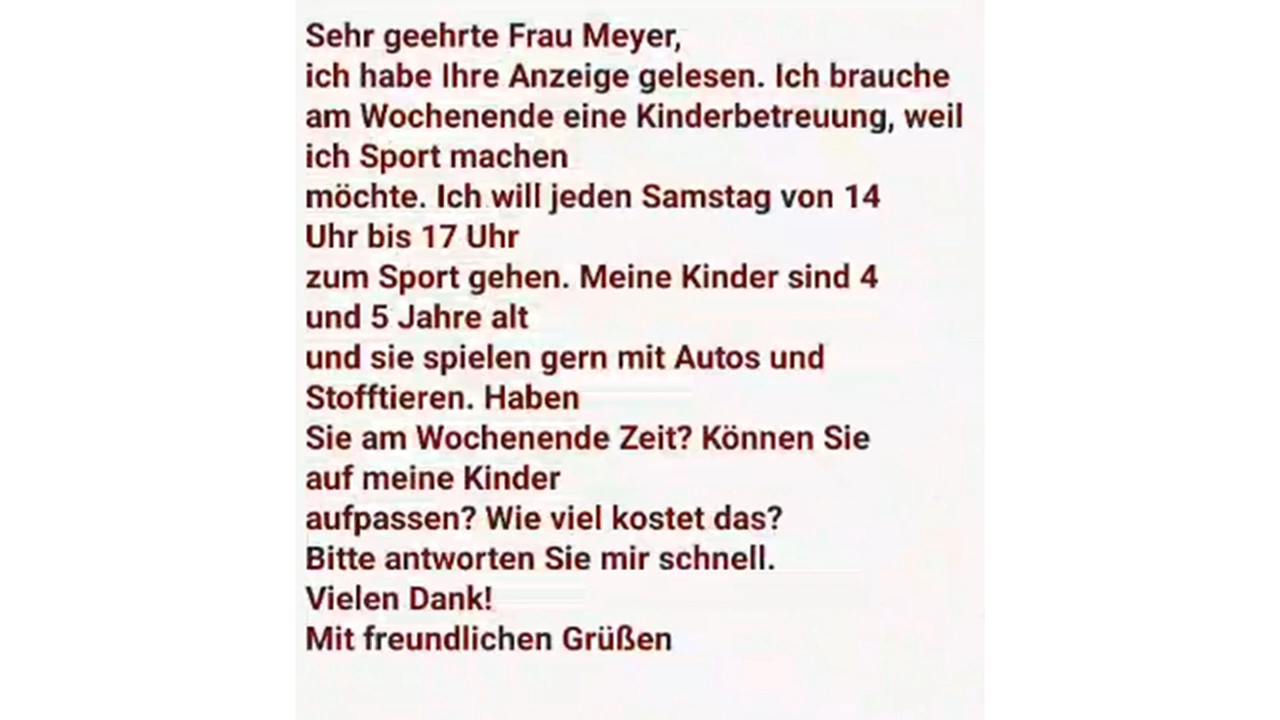 Sehr geehrte Frau Meyer,
ich habe Ihre Anzeige gelesen. Ich brauche
am Wochenende eine Kinderbetreuung, weil
ich Sport machen
möchte. Ich will jeden Samstag von 14
Uhr bis 17 Uhr
zum Sport gehen. Meine Kinder sind 4
und 5 Jahre alt
und sie spielen gern mit Autos und
Stofftieren. Haben
Sie am Wochenende Zeit? Können Sie
auf meine Kinder
aufpassen? Wie viel kostet das?
Bitte antworten Sie mir schnell.
Vielen Dank!
Mit freundlichen Grüßen